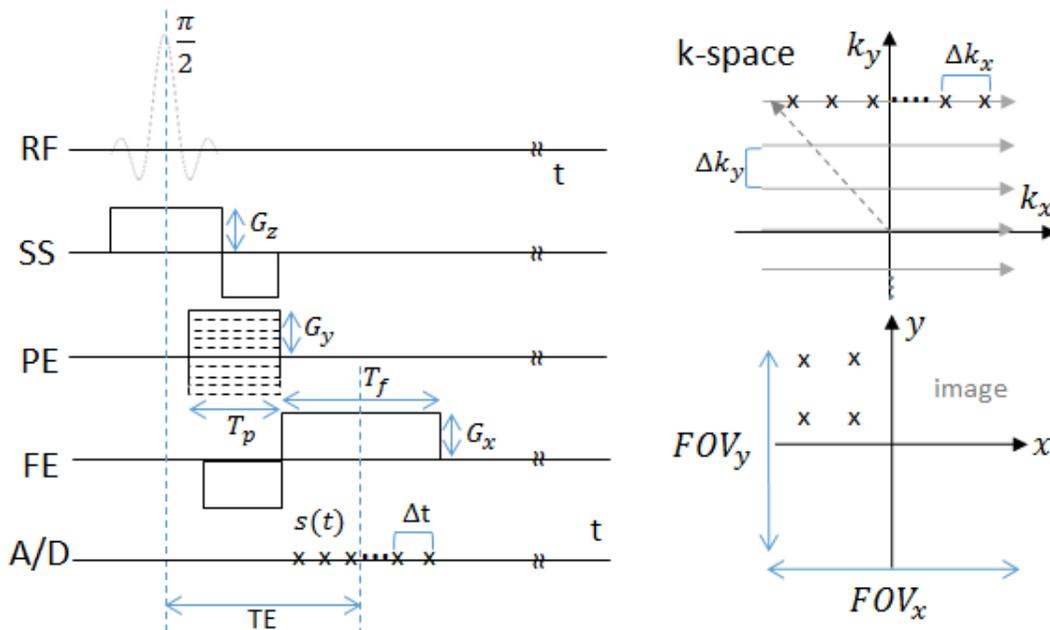 π/2
RF
t
SS
G_z
PE
G_y
T_f
T_p
FE
G_x
s(t)
Δt
t
A/D
TE
k-space
k_y
Δk_x
Δk_y
k_x
y
image
FOV_y
x
FOV_x